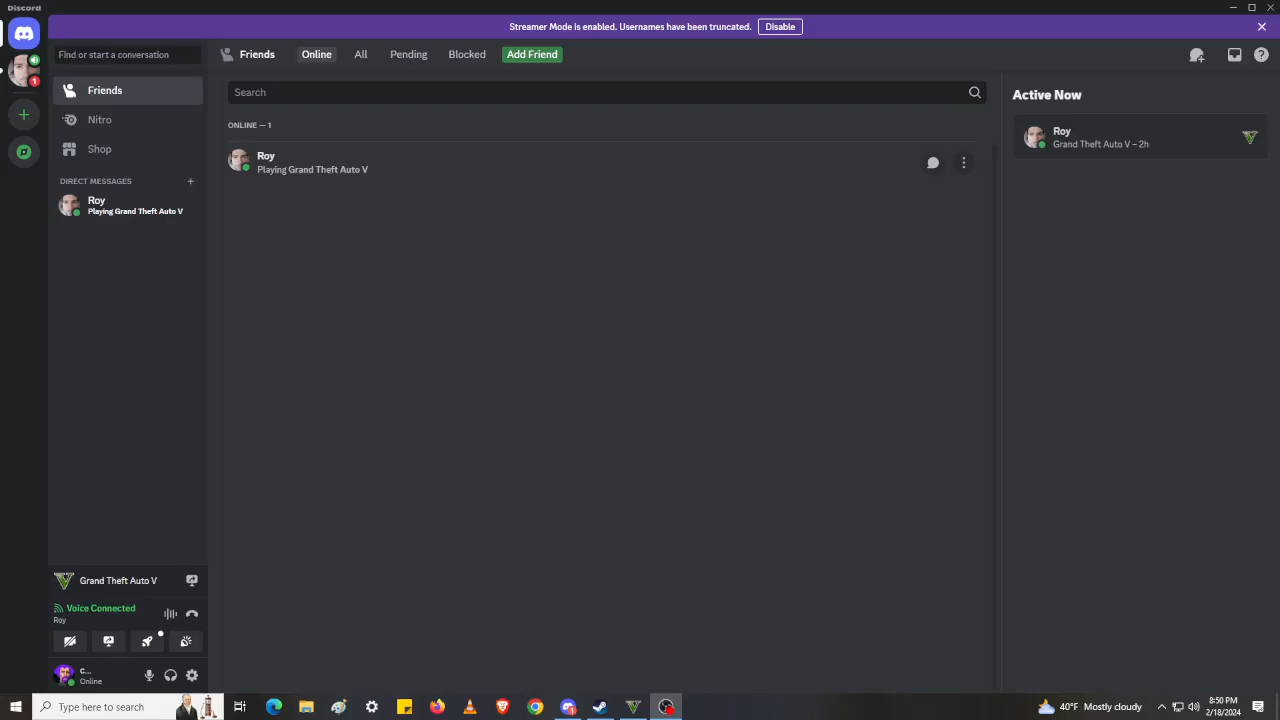 Discord
Streamer Mode is enabled. Usernames have been truncated.
Disable
Find or start a conversation
Friends
Online
All
Pending
Blocked
Add Friend
Friends
Nitro
Shop
DIRECT MESSAGES
Roy
Playing Grand Theft Auto V
Search
ONLINE — 1
Roy
Playing Grand Theft Auto V
Active Now
Roy
Grand Theft Auto V – 2h
1
Grand Theft Auto V
Voice Connected
Roy
c...
Online
Type here to search
40°F Mostly cloudy
8:50 PM
2/18/2024